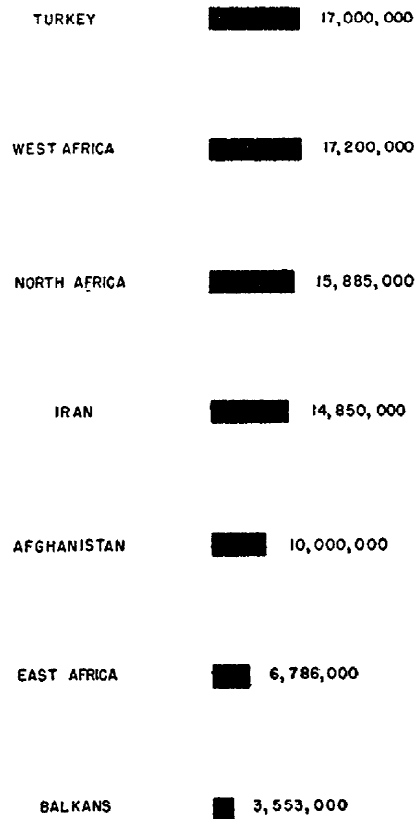 TURKEY 17,000,000
WEST AFRICA 17,200,000
NORTH AFRICA 15,885,000
IRAN 14,850,000
AFGHANISTAN 10,000,000
EAST AFRICA 6,786,000
BALKANS 3,553,000